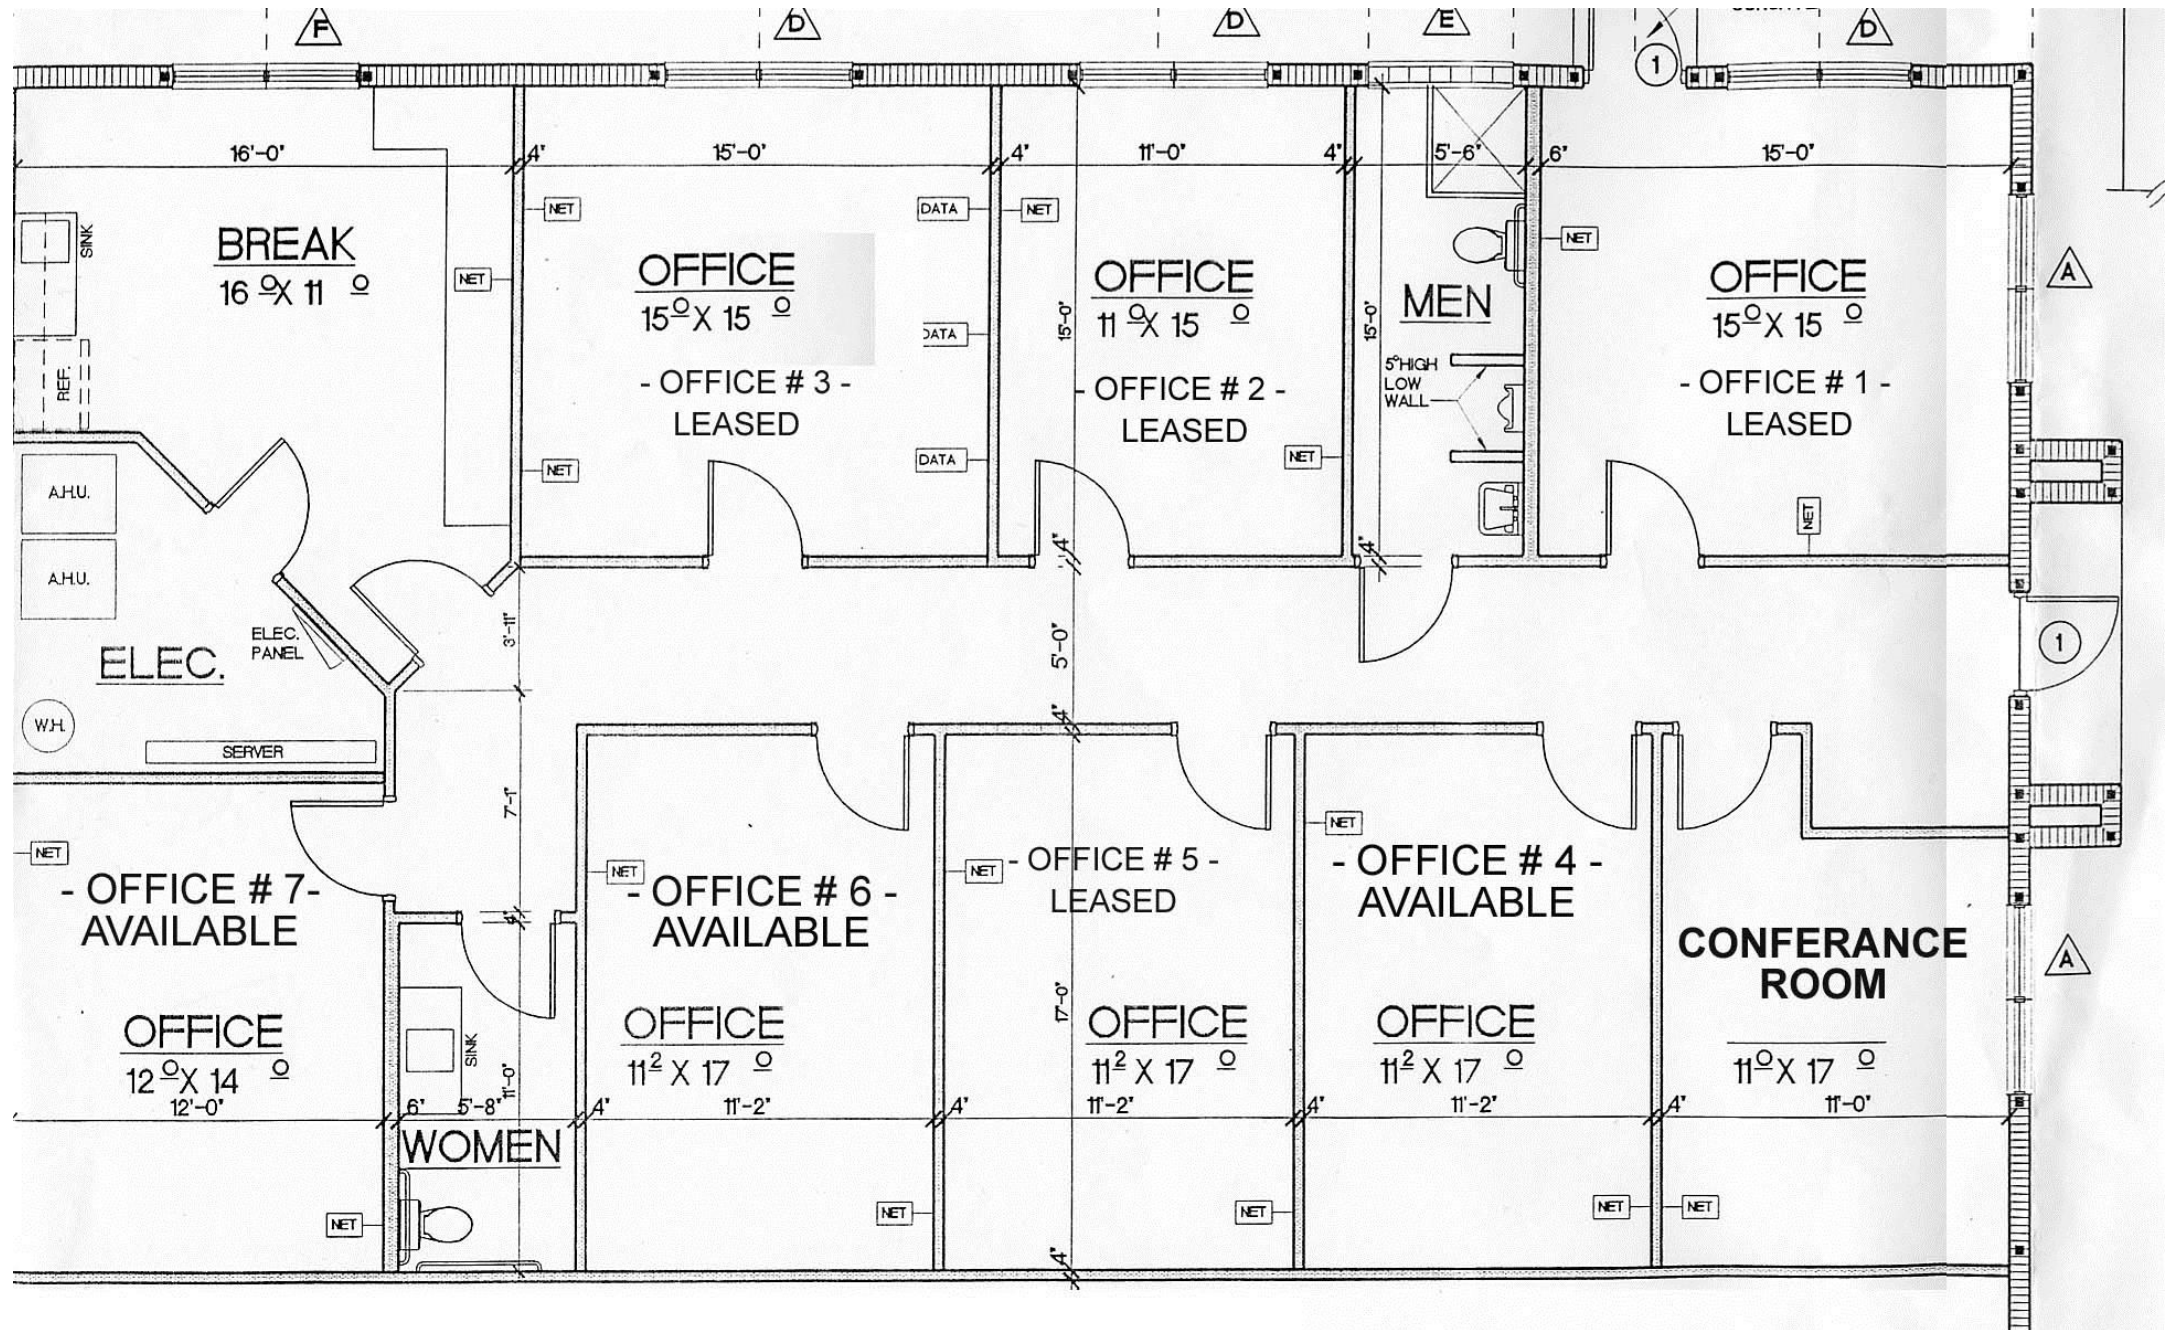 F
D
D
E
D
1
16'-0"
4"
15'-0"
4"
11'-0"
4"
5'-6"
6"
15'-0"
SINK
REF.
BREAK
16 0 X 11 0
NET
NET
OFFICE
15 0 X 15 0
- OFFICE # 3 -
LEASED
NET
DATA
DATA
DATA
NET
15'-0"
OFFICE
11 0 X 15 0
- OFFICE # 2 -
LEASED
NET
4"
15'-0"
MEN
5 0 HIGH
LOW
WALL
4"
NET
OFFICE
15 0 X 15 0
- OFFICE # 1 -
LEASED
NET
A
1
A.H.U.
A.H.U.
ELEC.
PANEL
ELEC.
W.H.
SERVER
3'-11"
5'-0"
4"
7'-1"
4"
NET
- OFFICE # 7-
AVAILABLE
OFFICE
12 0 X 14 0
12'-0"
NET
SINK
11'-0"
6"
5'-8"
WOMEN
NET
- OFFICE # 6 -
AVAILABLE
OFFICE
11 2 X 17 0
4"
11'-2"
NET
NET
- OFFICE # 5 -
LEASED
17'-0"
OFFICE
11 2 X 17 0
4"
11'-2"
NET
4"
NET
- OFFICE # 4 -
AVAILABLE
OFFICE
11 2 X 17 0
4"
11'-2"
NET
CONFERANCE
ROOM
11 0 X 17 0
4"
11'-0"
NET
A